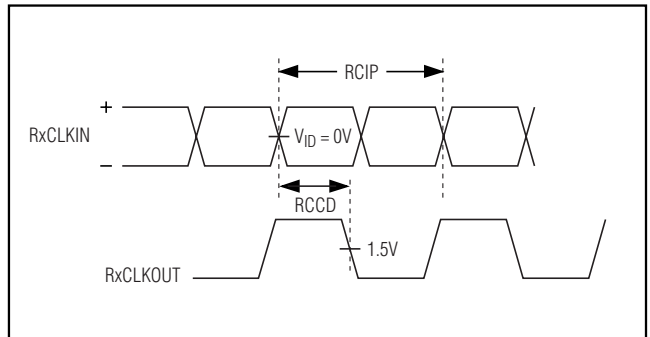 RCIP
+
RxCLKIN
V_ID = 0V
–
RCCD
1.5V
RxCLKOUT